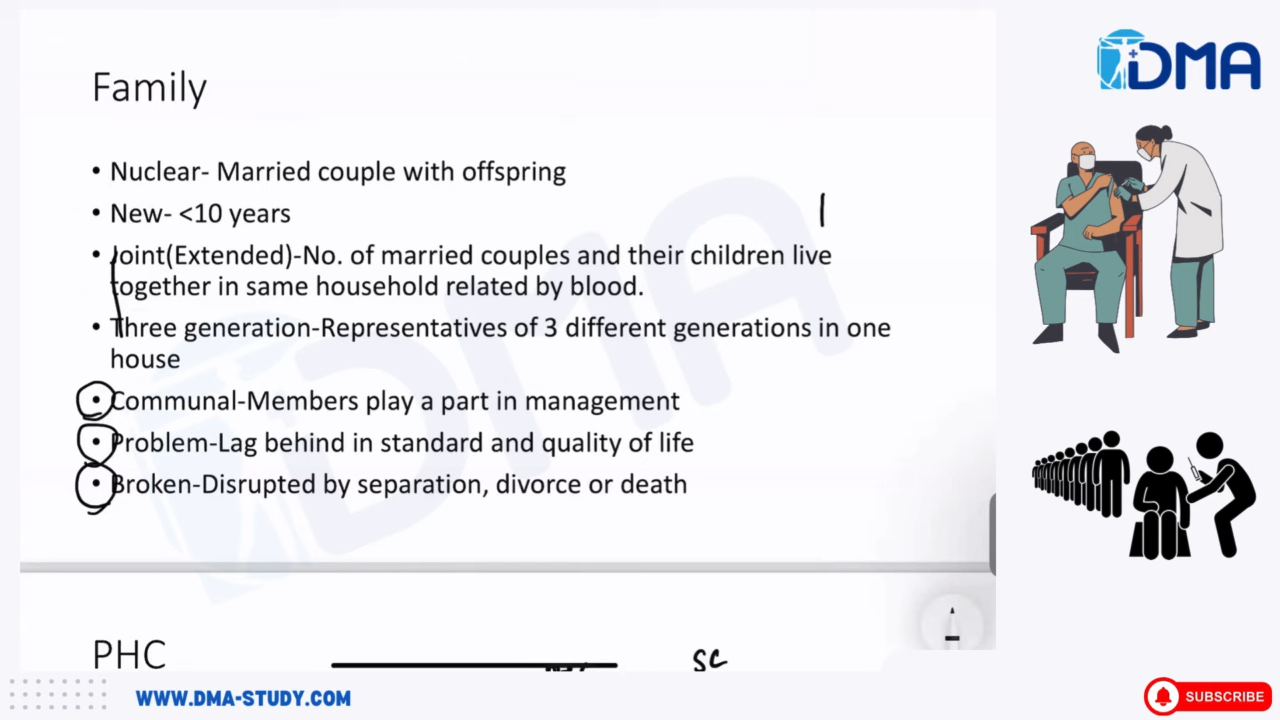 DMA
Family
• Nuclear- Married couple with offspring
• New- <10 years
• Joint(Extended)-No. of married couples and their children live
together in same household related by blood.
• Three generation-Representatives of 3 different generations in one
house
• Communal-Members play a part in management
• Problem-Lag behind in standard and quality of life
• Broken-Disrupted by separation, divorce or death
DMA
PHC
SC
WWW.DMA-STUDY.COM
SUBSCRIBE